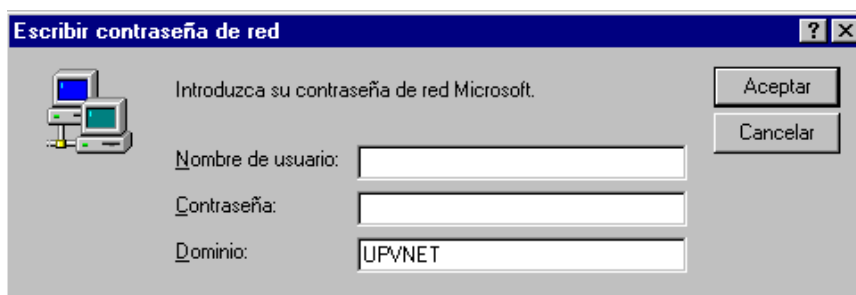 Escribir contraseña de red
Introduzca su contraseña de red Microsoft.
Aceptar
Cancelar
Nombre de usuario:
Contraseña:
Dominio: UPVNET